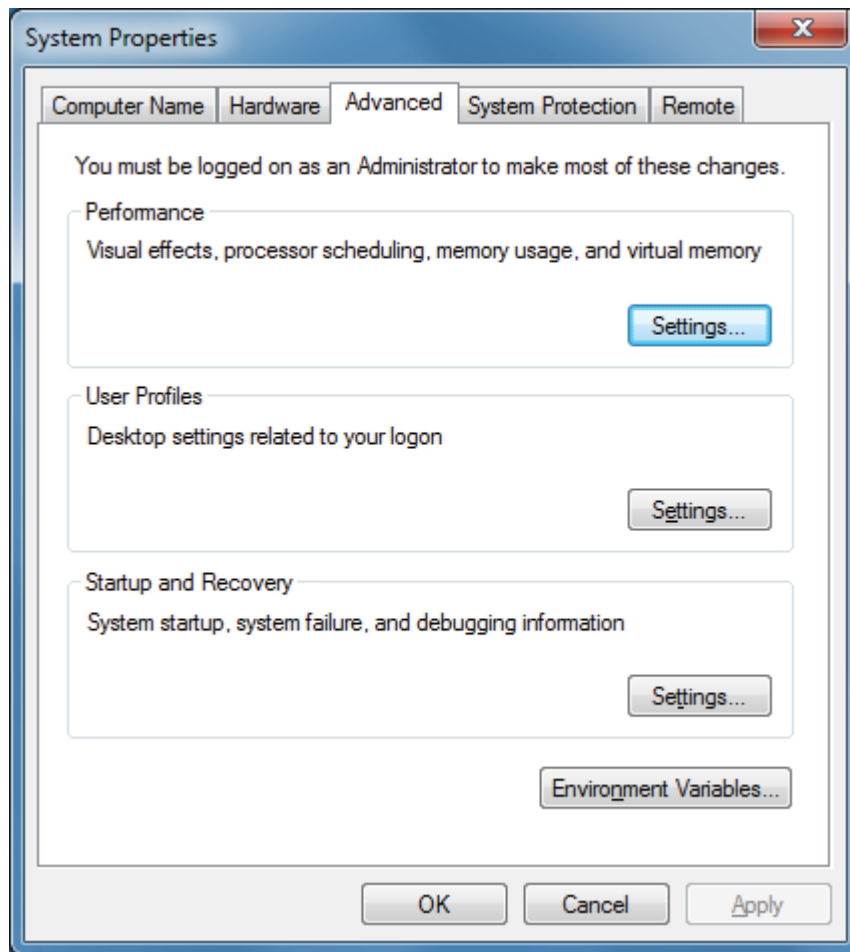 System Properties
Computer Name Hardware Advanced System Protection Remote
You must be logged on as an Administrator to make most of these changes.
Performance
Visual effects, processor scheduling, memory usage, and virtual memory
Settings...
User Profiles
Desktop settings related to your logon
Settings...
Startup and Recovery
System startup, system failure, and debugging information
Settings...
Environment Variables...
OK Cancel Apply